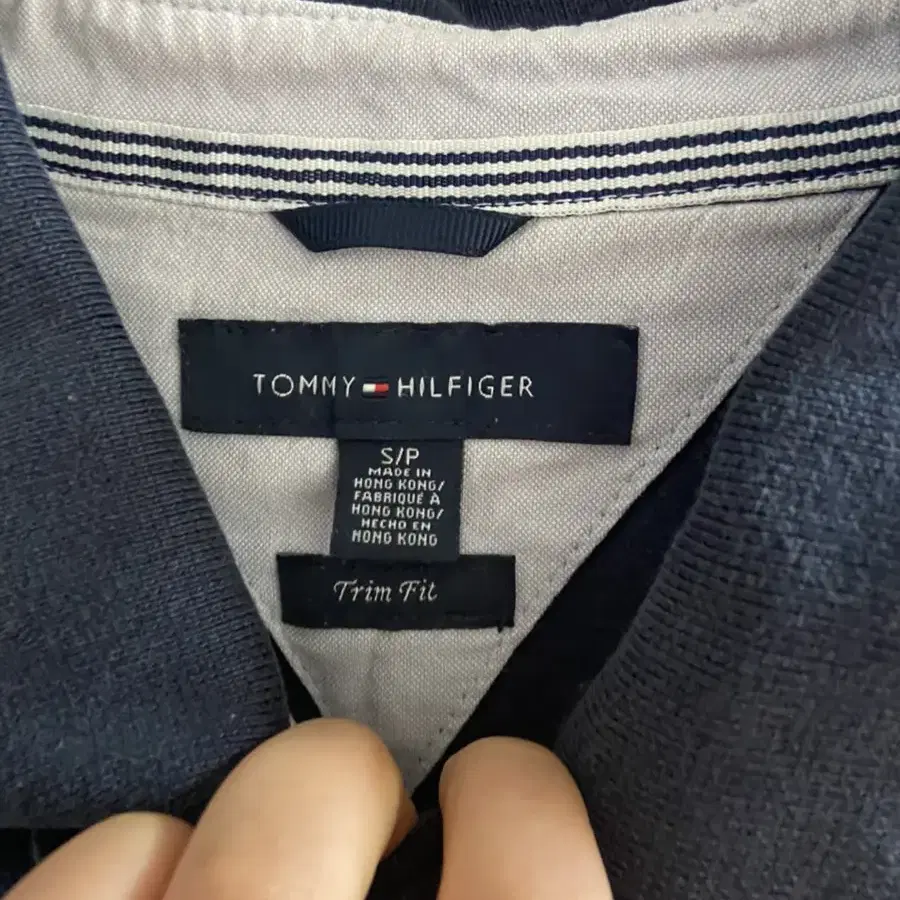 TOMMY HILFIGER
S/P
MADE IN
HONG KONG/
FABRIQUÉ À
HONG KONG/
HECHO EN
HONG KONG
Trim Fit